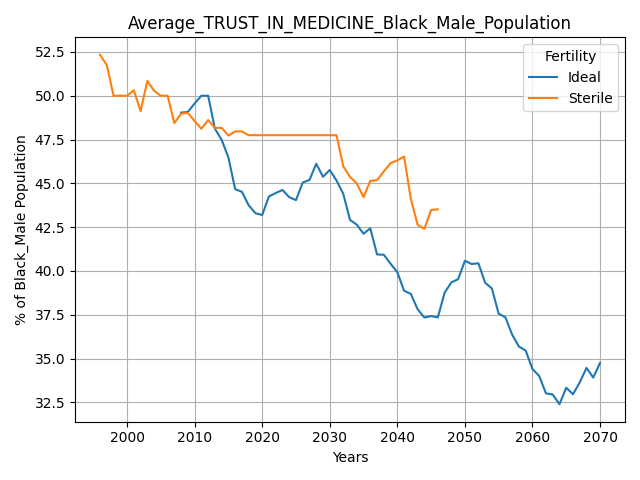 Average_TRUST_IN_MEDICINE_Black_Male_Population
Fertility
Ideal
Sterile
% of Black_Male Population
52.5
50.0
47.5
45.0
42.5
40.0
37.5
35.0
32.5
2000
2010
2020
2030
2040
2050
2060
2070
Years